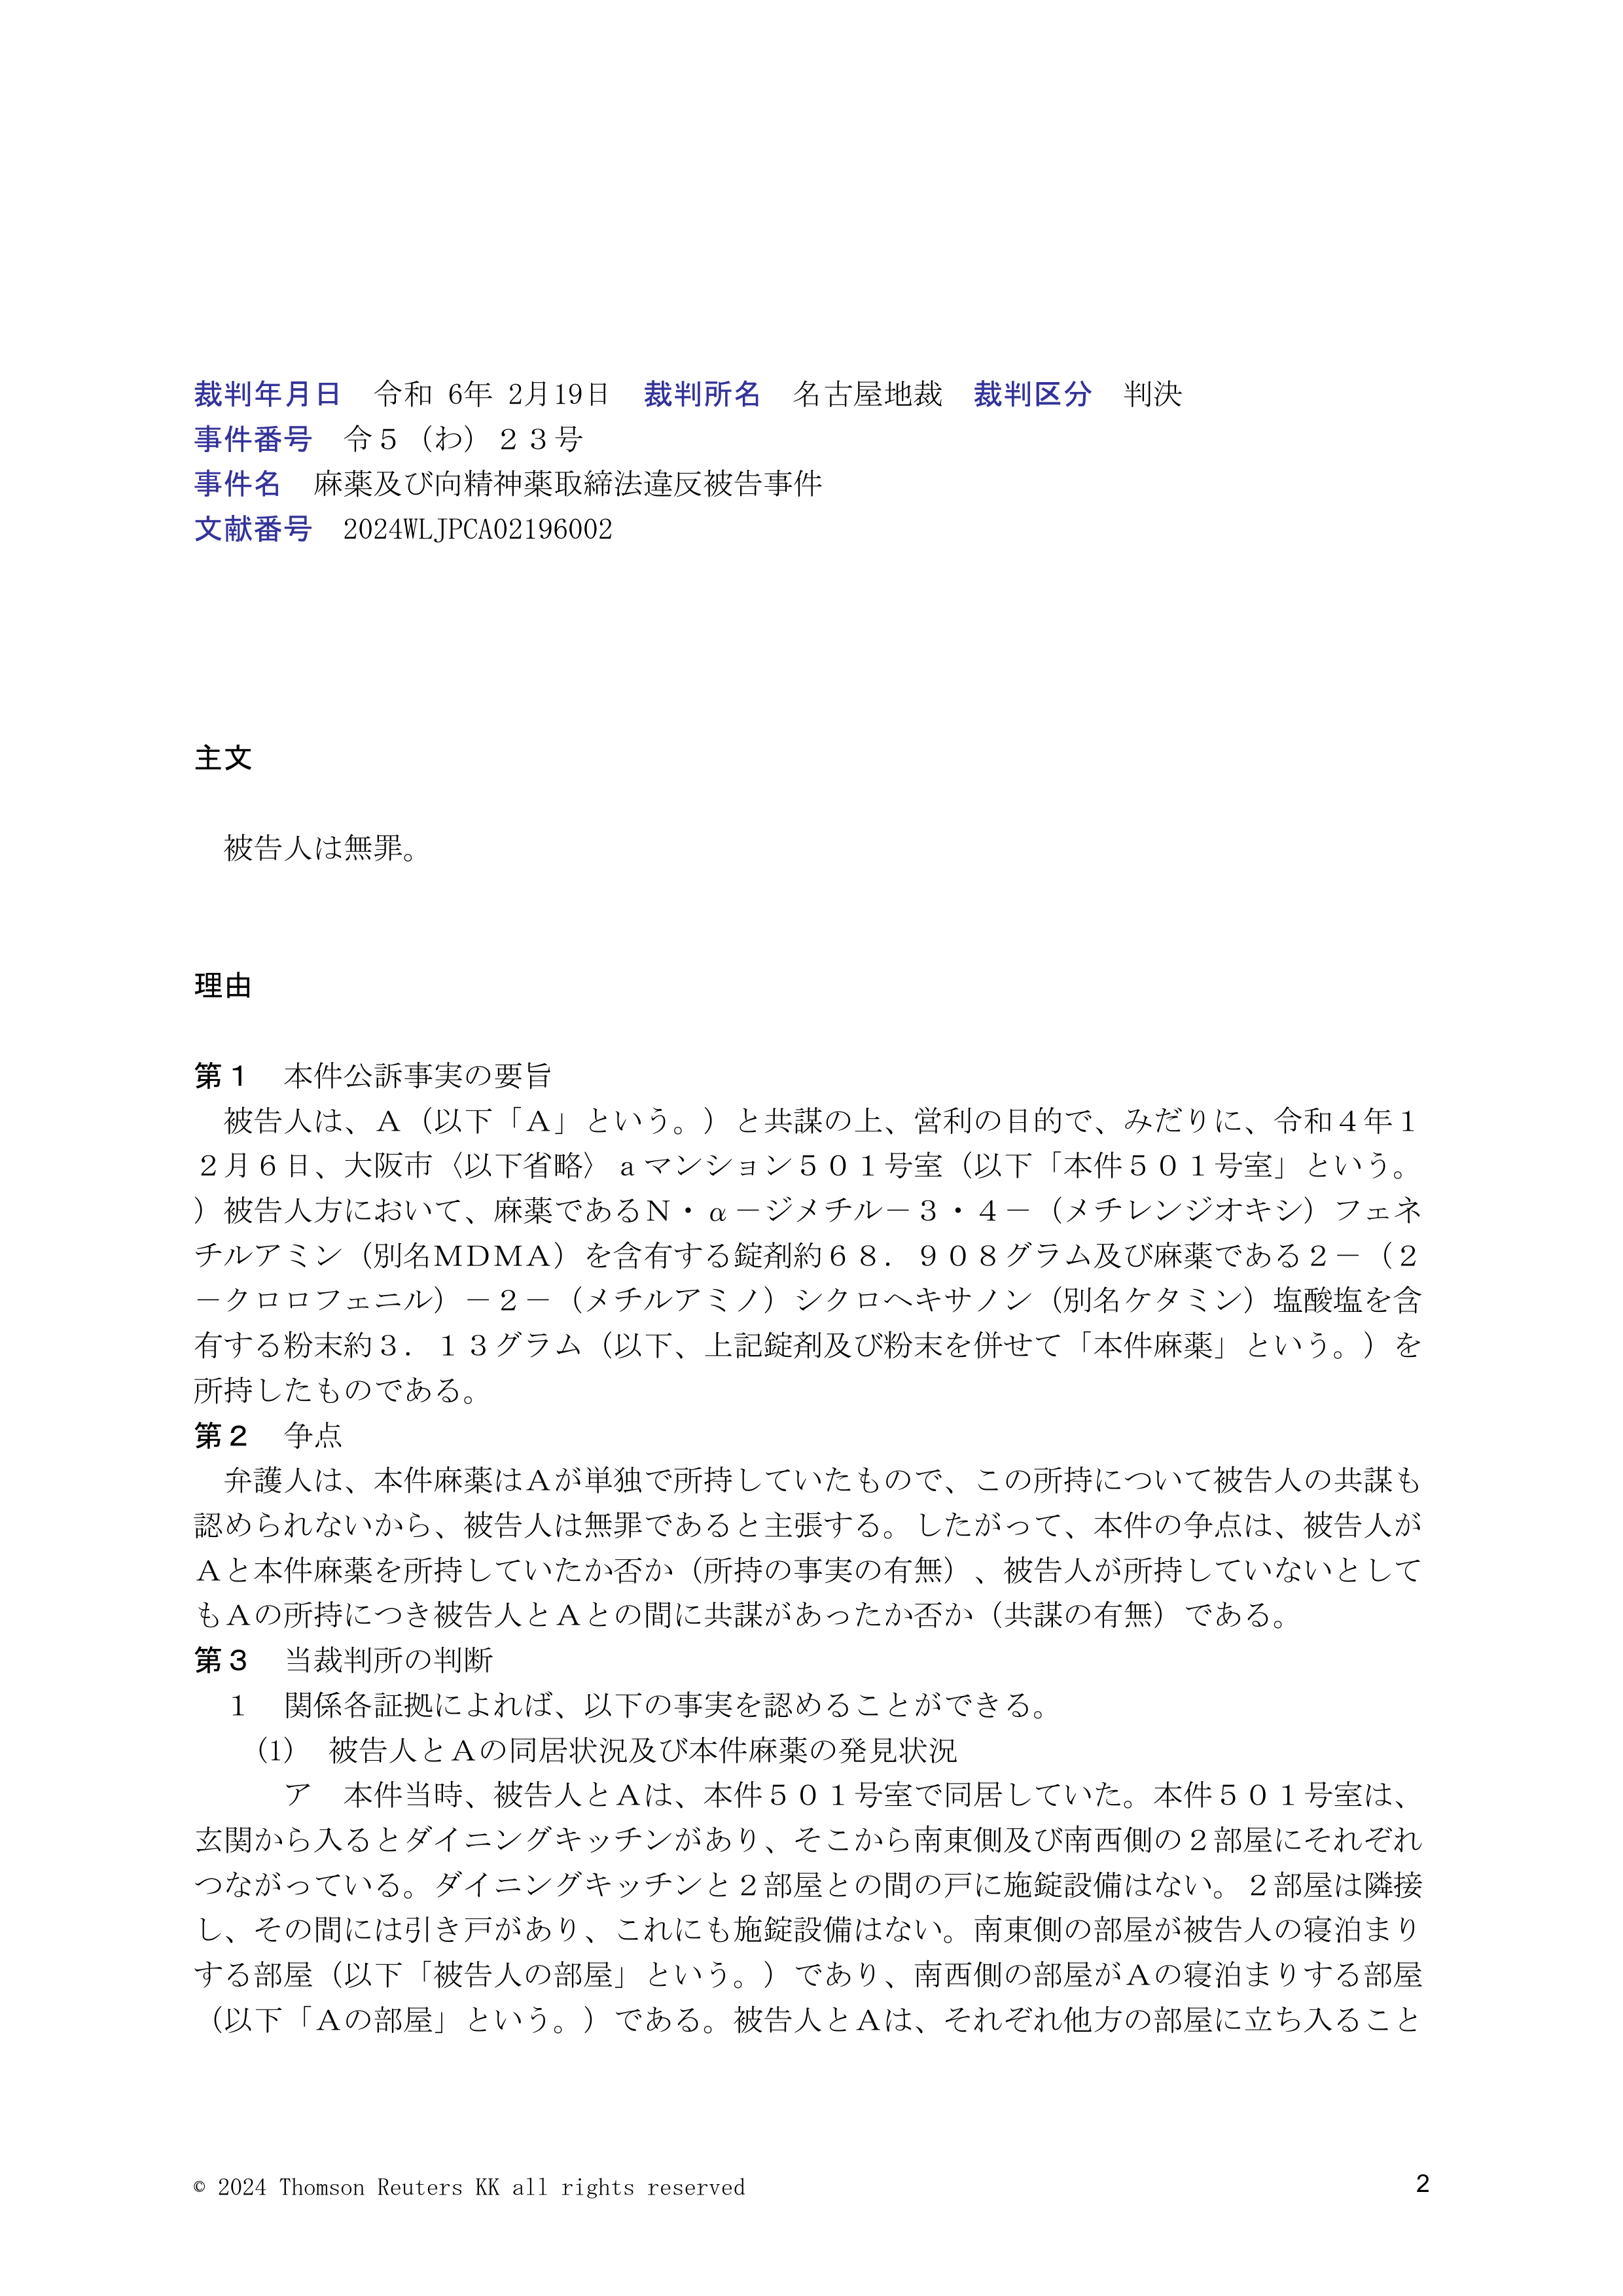 裁判年月日　令和 6年 2月19日　裁判所名　名古屋地裁　裁判区分　判決
事件番号　令５（わ）２３号
事件名　麻薬及び向精神薬取締法違反被告事件
文献番号　2024WLJPCA02196002
主文
　被告人は無罪。
理由
第１　本件公訴事実の要旨
　被告人は、Ａ（以下「Ａ」という。）と共謀の上、営利の目的で、みだりに、令和４年１
２月６日、大阪市〈以下省略〉ａマンション５０１号室（以下「本件５０１号室」という。
）被告人方において、麻薬であるＮ・α－ジメチル－３・４－（メチレンジオキシ）フェネ
チルアミン（別名ＭＤＭＡ）を含有する錠剤約６８．９０８グラム及び麻薬である２－（２
－クロロフェニル）－２－（メチルアミノ）シクロヘキサノン（別名ケタミン）塩酸塩を含
有する粉末約３．１３グラム（以下、上記錠剤及び粉末を併せて「本件麻薬」という。）を
所持したものである。
第２　争点
　弁護人は、本件麻薬はＡが単独で所持していたもので、この所持について被告人の共謀も
認められないから、被告人は無罪であると主張する。したがって、本件の争点は、被告人が
Ａと本件麻薬を所持していたか否か（所持の事実の有無）、被告人が所持していないとして
もＡの所持につき被告人とＡとの間に共謀があったか否か（共謀の有無）である。
第３　当裁判所の判断
　１　関係各証拠によれば、以下の事実を認めることができる。
　　(1)　被告人とＡの同居状況及び本件麻薬の発見状況
　　　ア　本件当時、被告人とＡは、本件５０１号室で同居していた。本件５０１号室は、
玄関から入るとダイニングキッチンがあり、そこから南東側及び南西側の２部屋にそれぞれ
つながっている。ダイニングキッチンと２部屋との間の戸に施錠設備はない。２部屋は隣接
し、その間には引き戸があり、これにも施錠設備はない。南東側の部屋が被告人の寝泊まり
する部屋（以下「被告人の部屋」という。）であり、南西側の部屋がＡの寝泊まりする部屋
（以下「Ａの部屋」という。）である。被告人とＡは、それぞれ他方の部屋に立ち入ること
© 2024 Thomson Reuters KK all rights reserved
2